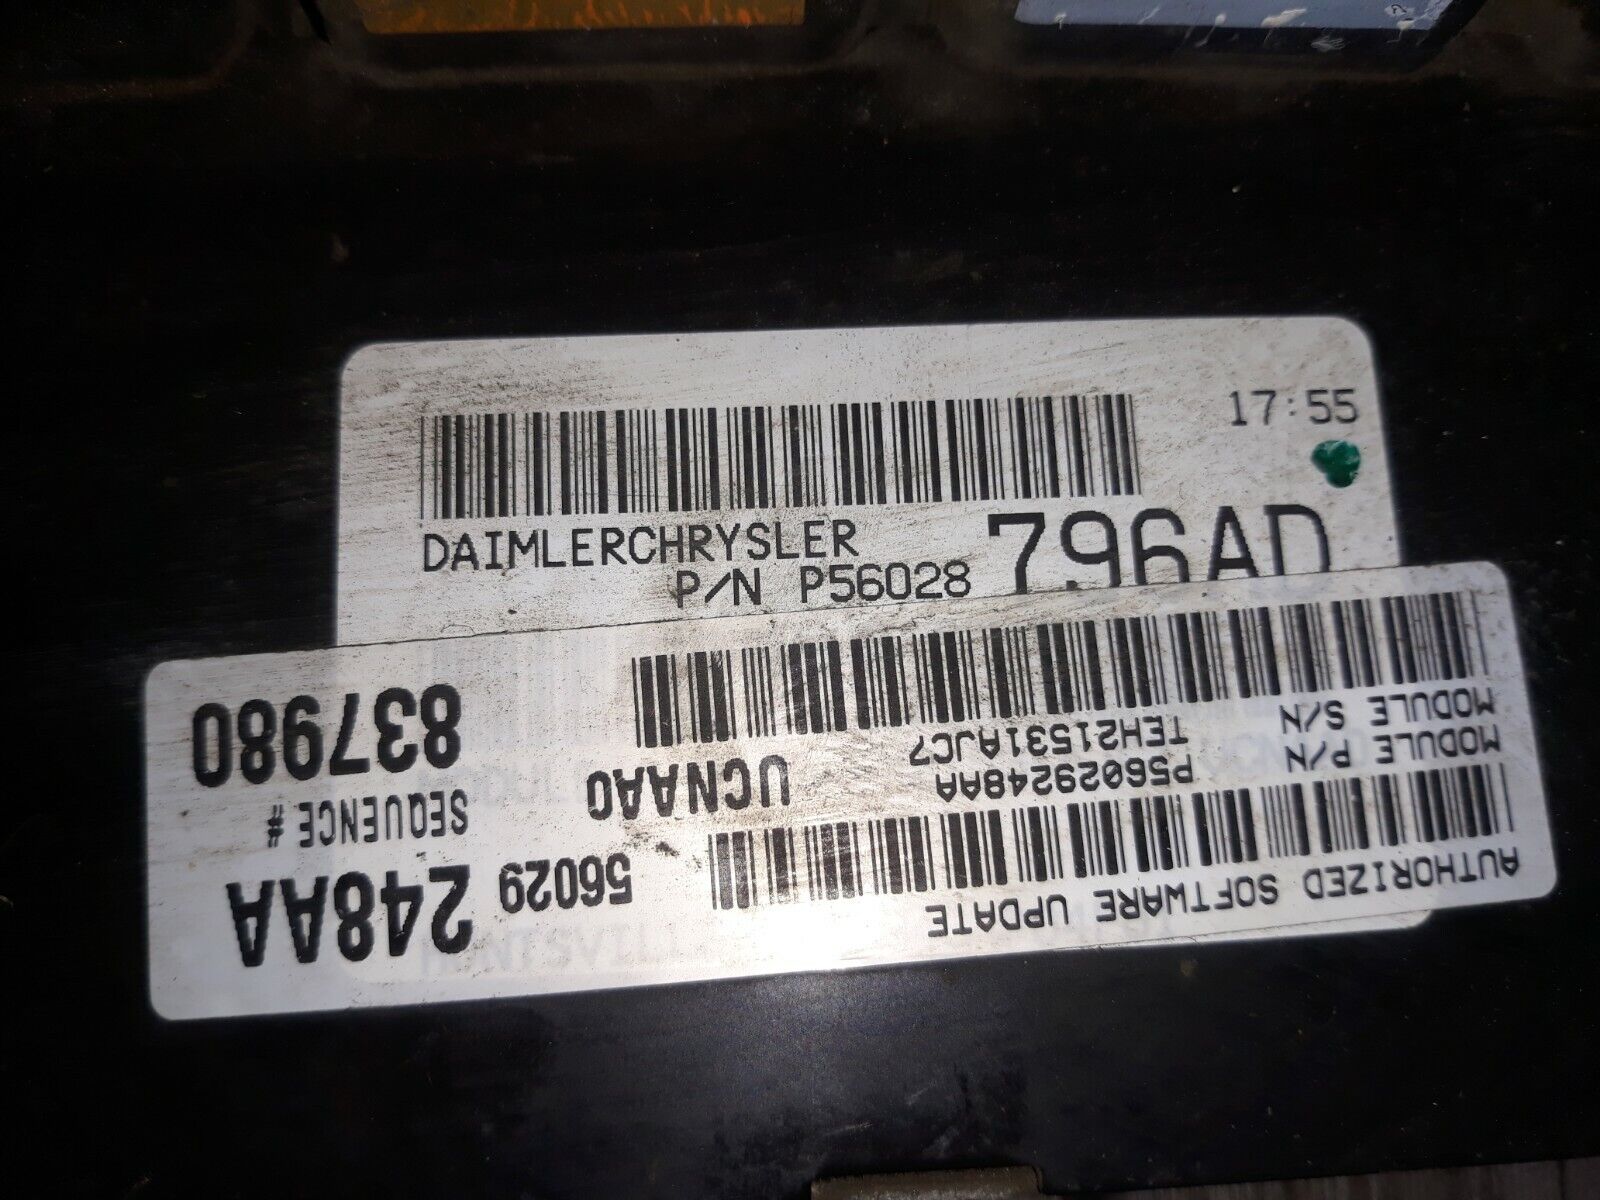 17:55
DAIMLERCHRYSLER
P/N P56028 796AD
AUTHORIZED SOFTWARE UPDATE
56029 248AA
MODULE P/N P56029248AA
MODULE S/N TEH21531AJC7
UCNAA0
SEQUENCE #
837980